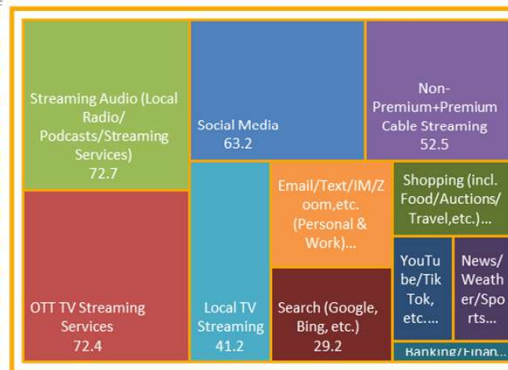 Streaming Audio (Local
Radio/
Podcasts/Streaming
Services)
72.7
Social Media
63.2
Non-
Premium+Premium
Cable Streaming
52.5
OTT TV Streaming
Services
72.4
Local TV
Streaming
41.2
Email/Text/IM/Z
oom,etc.
(Personal &
Work)...
Search (Google,
Bing, etc.)
29.2
Shopping (incl.
Food/Auctions/
Travel,etc.)...
YouTu
be/Tik
Tok,
etc....
News/
Weath
er/Spo
rts...
Banking/Finan...